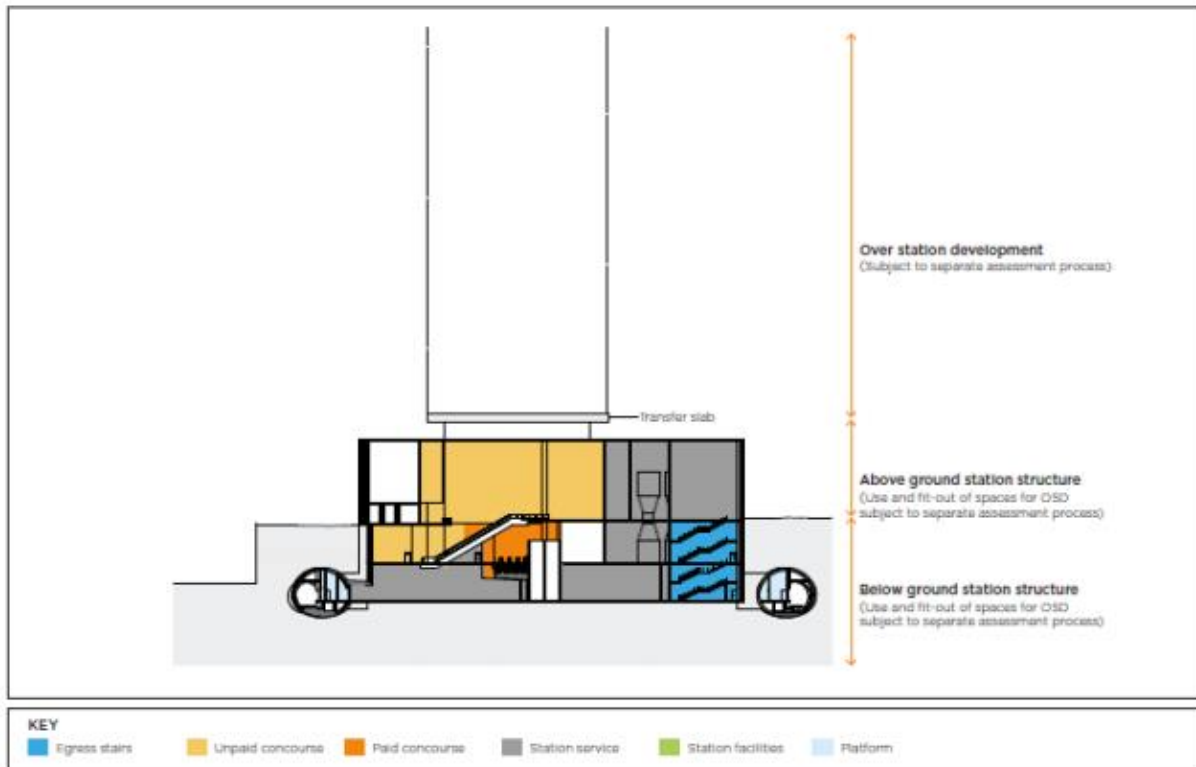 Over station development
(Subject to separate assessment process)
Transfer slab
Above ground station structure
(Use and fit-out of spaces for OSD
subject to separate assessment process)
Below ground station structure
(Use and fit-out of spaces for OSD
subject to separate assessment process)
KEY
Egress stairs
Unpaid concourse
Paid concourse
Station service
Station facilities
Platform